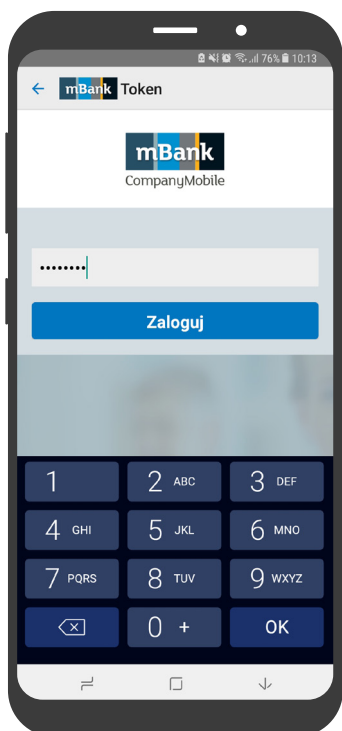 76% 10:13
mBank Token
mBank
CompanyMobile
••••••••
Zaloguj
1
2 ABC
3 DEF
4 GHI
5 JKL
6 MNO
7 PQRS
8 TUV
9 WXYZ
0 +
OK